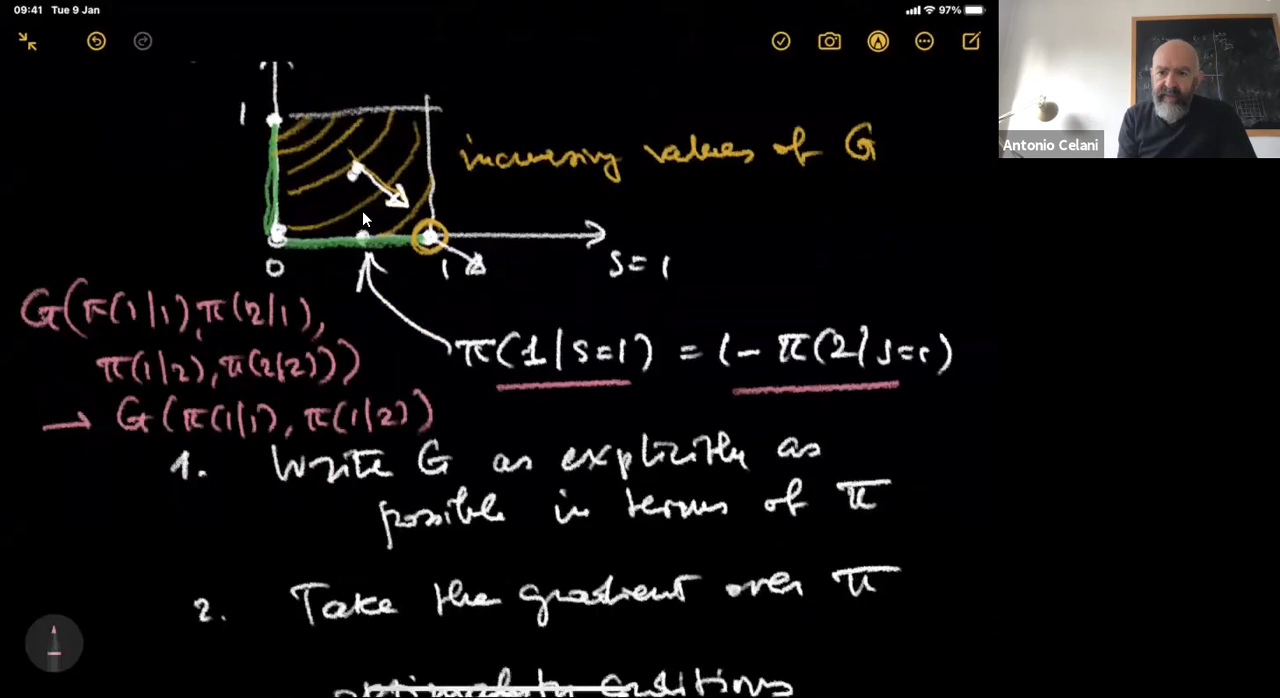 09:41 Tue 9 Jan
97%
Antonio Celani
1
increasing values of G
0
1
s=1
G(π(1|1),π(2|1),
π(1|2),π(2|2))
→ G(π(1|1), π(1|2))
π(1|s=1) = 1-π(2|s=1)
1. Write G as explicitly as
possible in terms of π
2. Take the gradient over π
optimality conditions